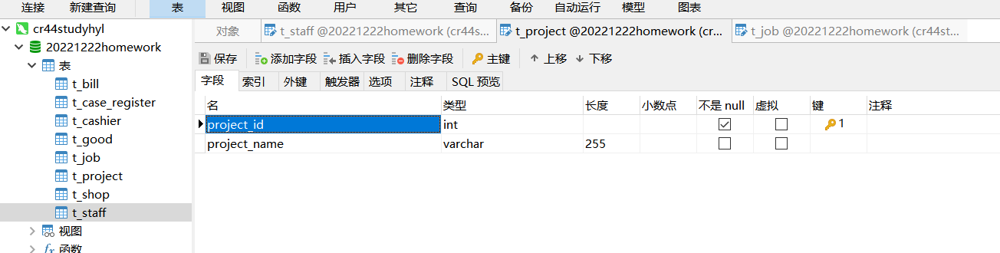 连接 新建查询 表 视图 函数 用户 其它 查询 备份 自动运行 模型 图表
cr44studyhyl
20221222homework
表
t_bill
t_case_register
t_cashier
t_good
t_job
t_project
t_shop
t_staff
视图
函数
对象 t_staff @20221222homework (cr44s... t_project @20221222homework (cr... t_job @20221222homework (cr44st...
保存 添加字段 插入字段 删除字段 主键 上移 下移
字段 索引 外键 触发器 选项 注释 SQL 预览
名 类型 长度 小数点 不是 null 虚拟 键 注释
project_id int 1
project_name varchar 255